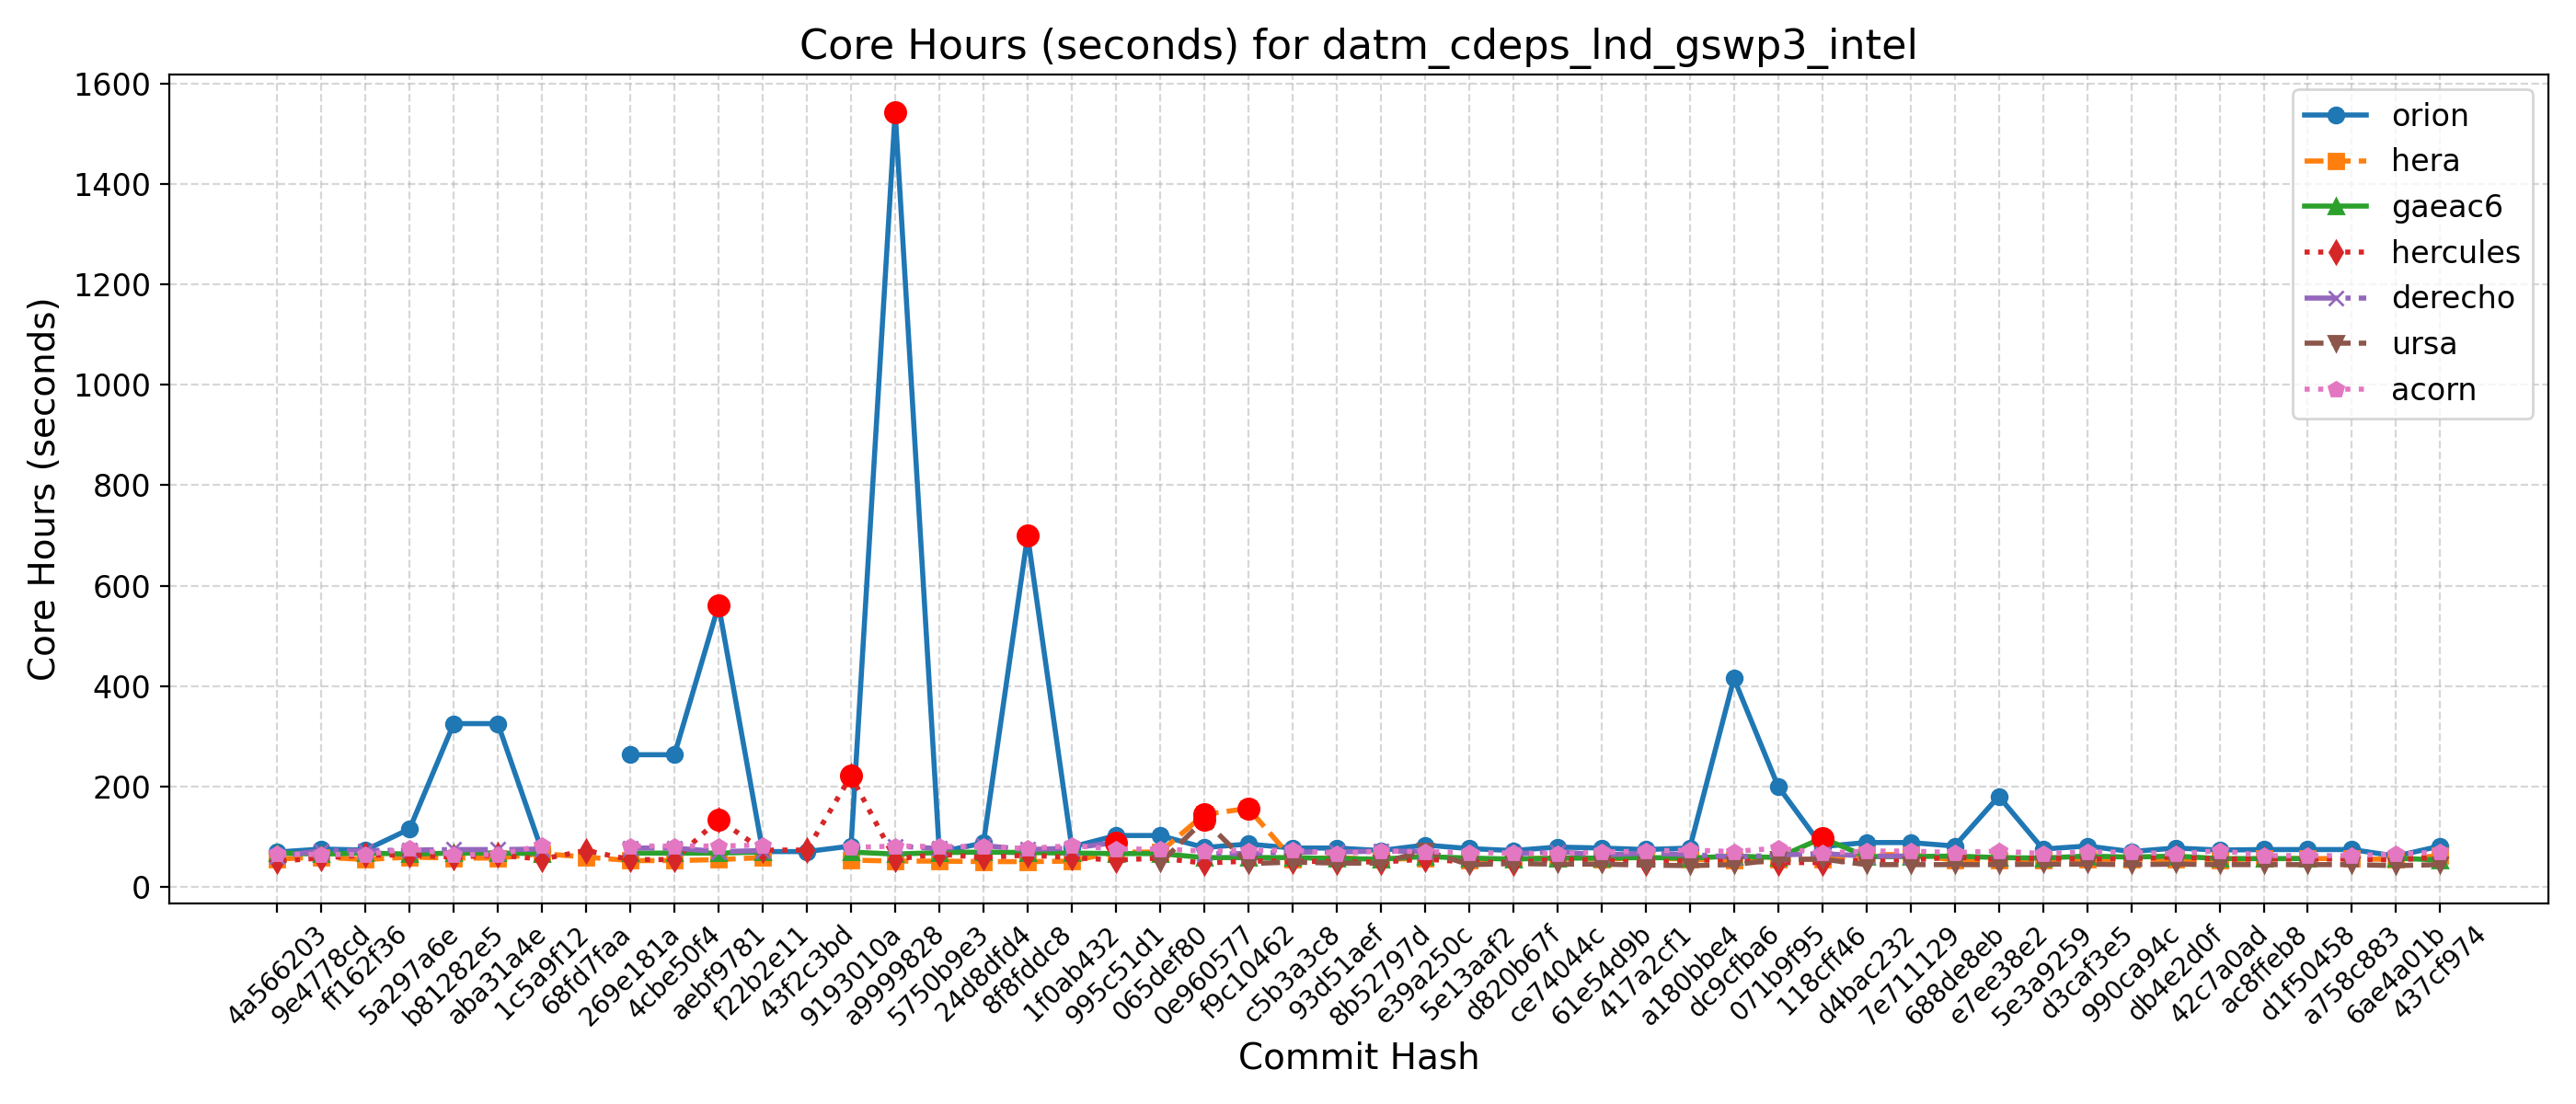 Core Hours (seconds) for datm_cdeps_lnd_gswp3_intel
Core Hours (seconds)
1600
1400
1200
1000
800
600
400
200
0
orion
hera
gaeac6
hercules
derecho
ursa
acorn
4a566203
9e4778cd
ff162f36
5a297a6e
b81282e5
aba31a4e
1c5a9f12
68fd7faa
269e181a
4cbe50f4
aebf9781
f22b2e11
43f2c3bd
9193010a
a9999828
5750b9e3
24d8dfd4
8f8fddc8
1f0ab432
995c51d1
065def80
0e960577
f9c10462
c5b3a3c8
93d51aef
8b52797d
e39a250c
5e13aaf2
d820b67f
ce74044c
61e54d9b
417a2cf1
a180bbe4
dc9cfba6
071b9f95
118cff46
d4bac232
7e711129
688de8eb
e7ee38e2
5e3a9259
d3caf3e5
990ca94c
db4e2d0f
42c7a0ad
ac8ffeb8
d1f50458
a758c883
6ae4a01b
437cf974
Commit Hash